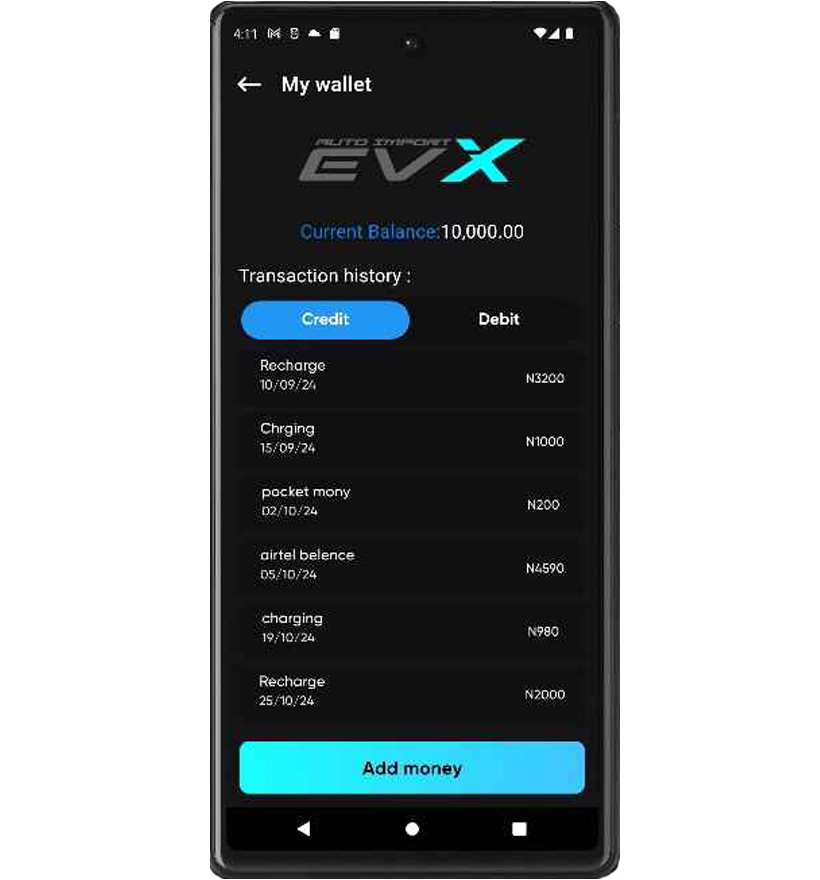 4:11
My wallet
AUTO IMPORT
EVX
Current Balance:10,000.00
Transaction history :
Credit
Debit
Recharge
10/09/24
N3200
Chrging
15/09/24
N1000
pocket mony
02/10/24
N200
airtel belence
05/10/24
N4590
charging
19/10/24
N980
Recharge
25/10/24
N2000
Add money